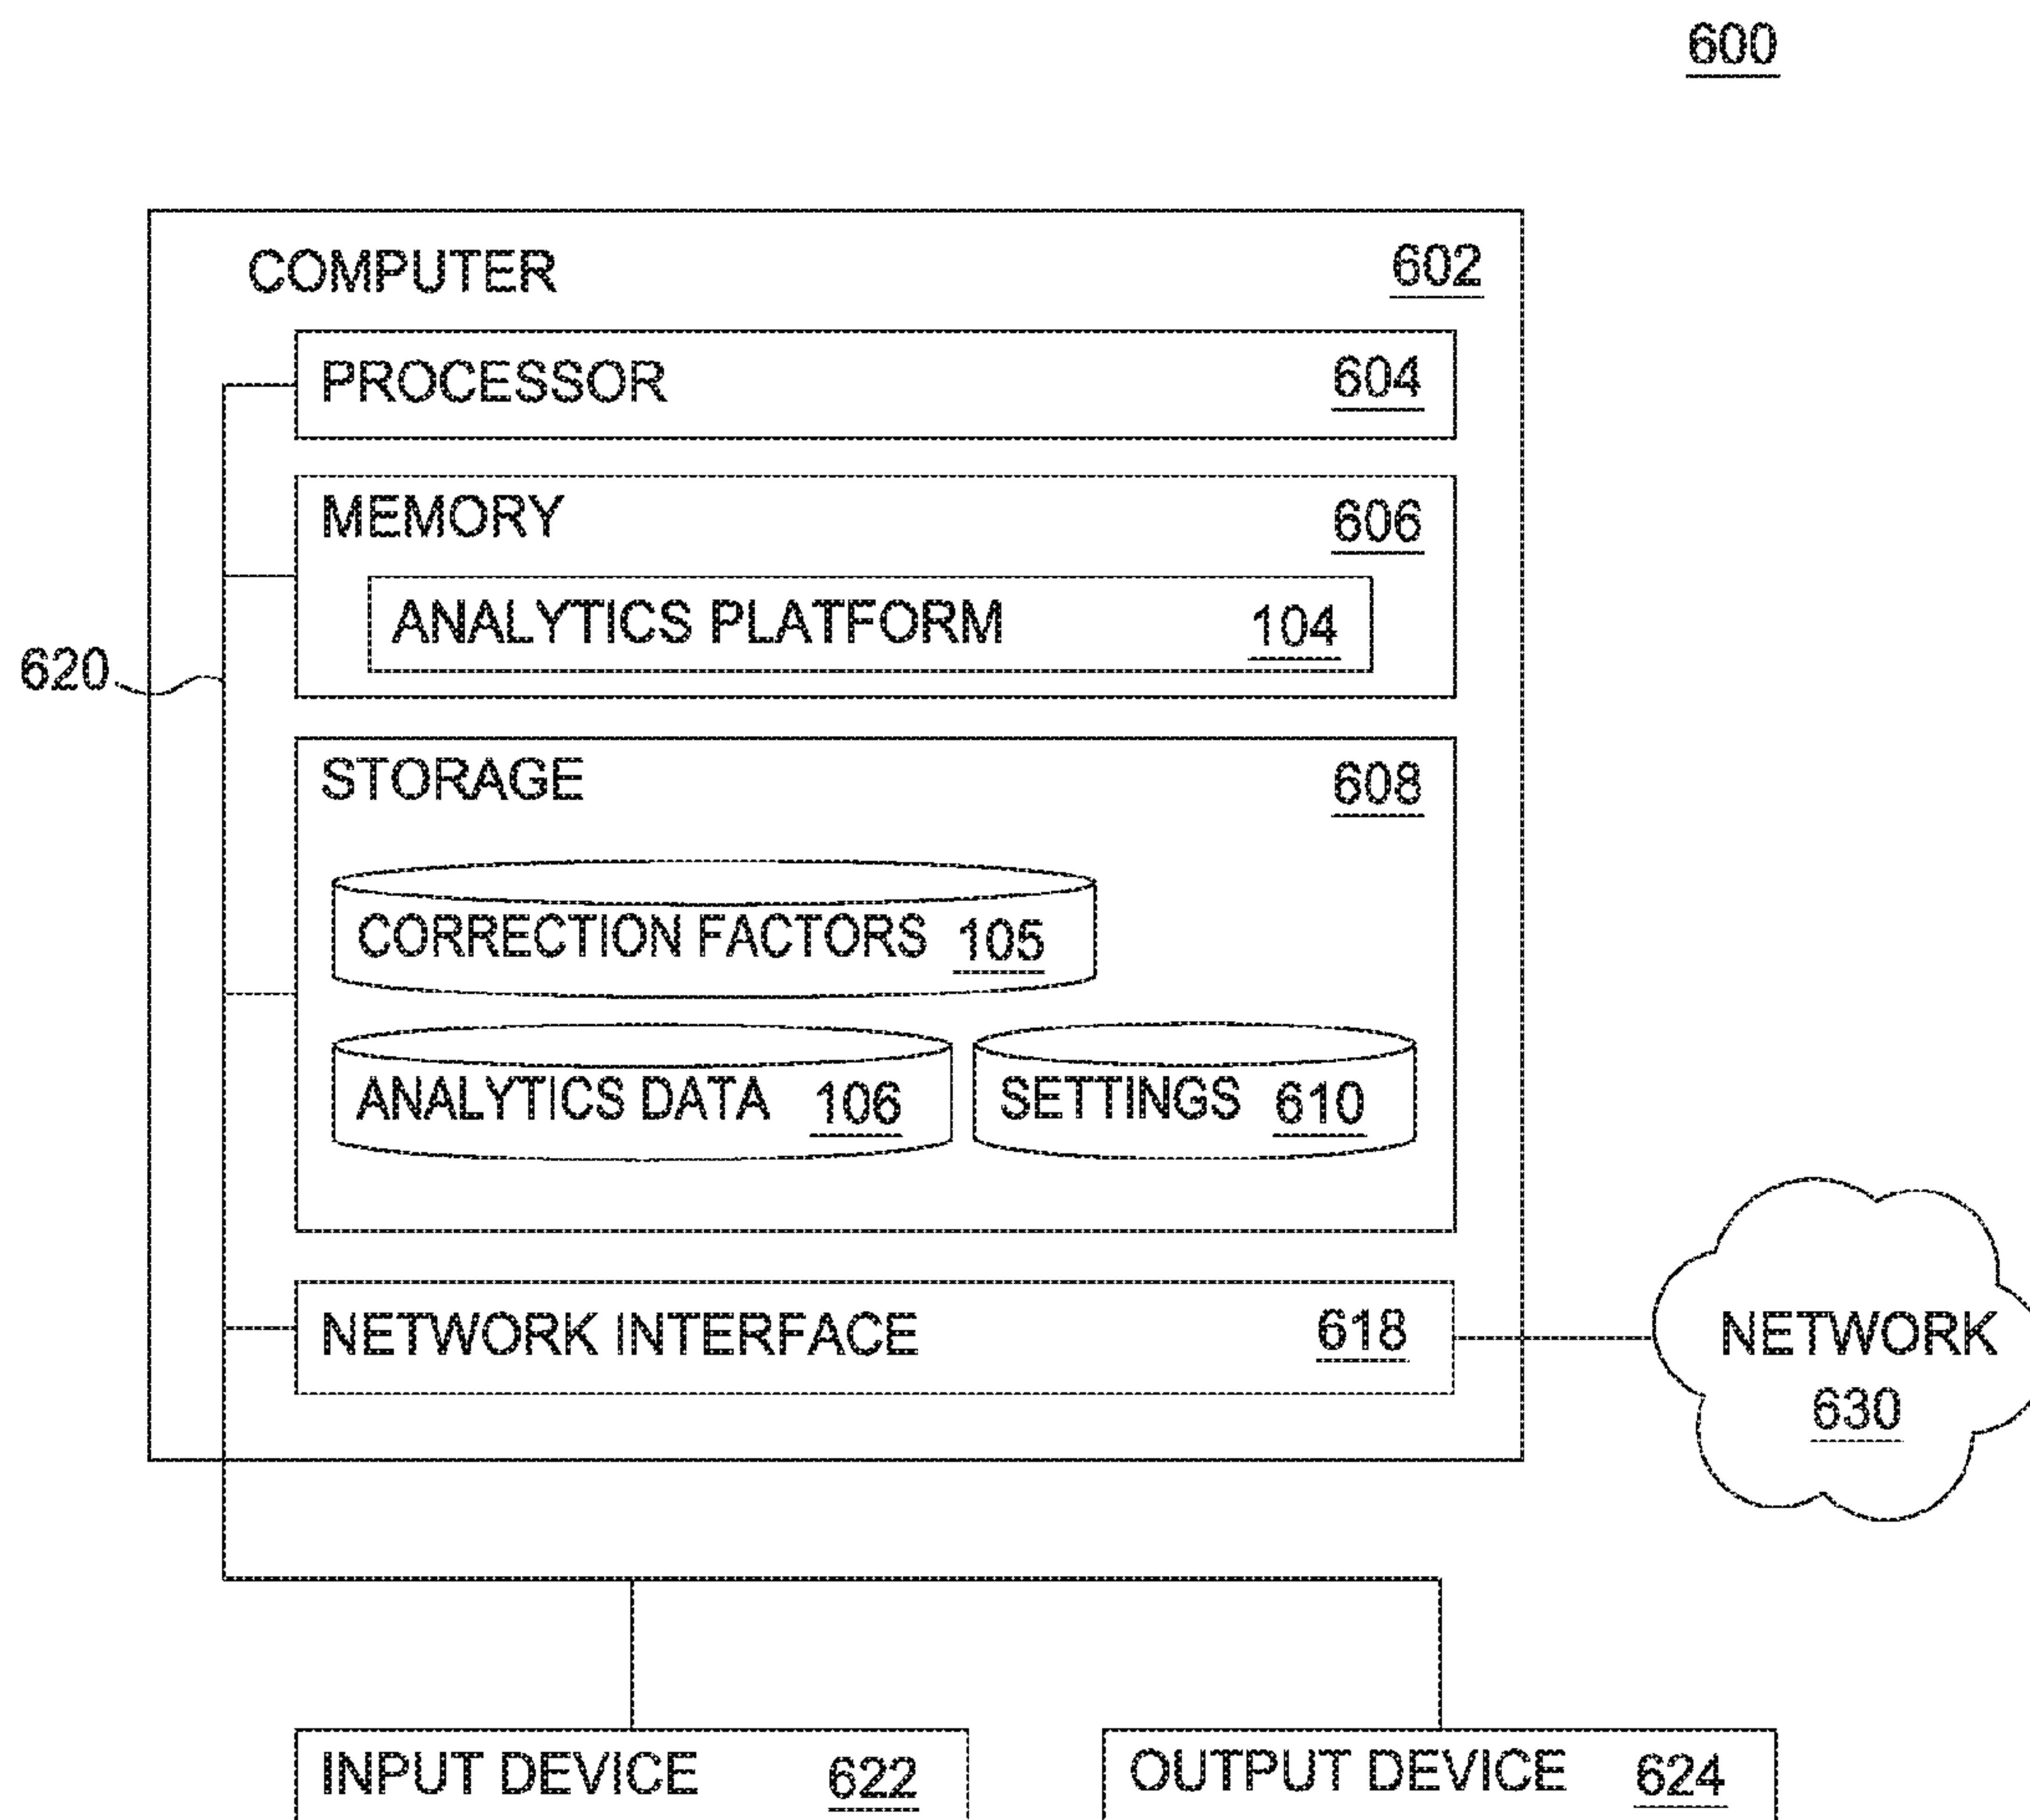 600
COMPUTER 602
PROCESSOR 604
MEMORY 606
ANALYTICS PLATFORM 104
620
STORAGE 608
CORRECTION FACTORS 105
ANALYTICS DATA 106 SETTINGS 610
NETWORK INTERFACE 618
NETWORK
630
INPUT DEVICE 622 OUTPUT DEVICE 624